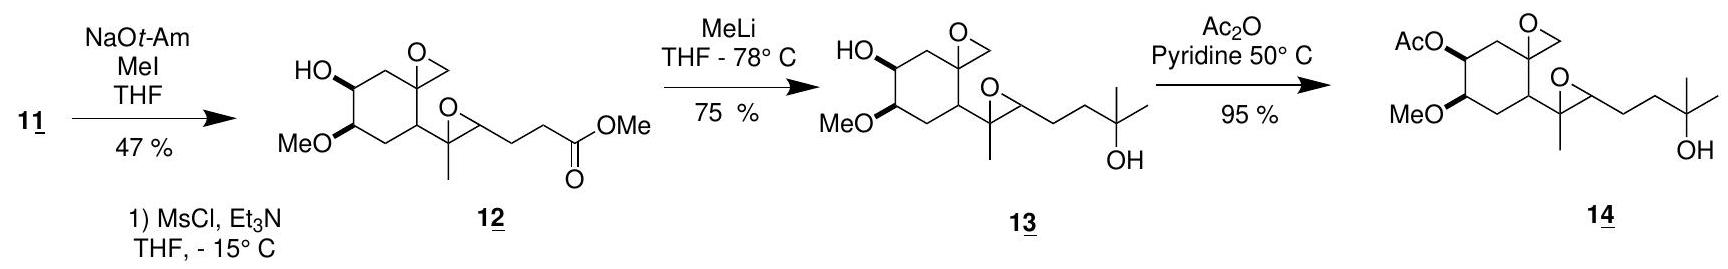 11
NaOt-Am
MeI
THF
47 %
HO
MeO
O
O
OMe
O
12
MeLi
THF - 78° C
75 %
HO
MeO
O
O
OH
13
Ac₂O
Pyridine 50° C
95 %
AcO
MeO
O
O
OH
14
1) MsCl, Et₃N
THF, - 15° C